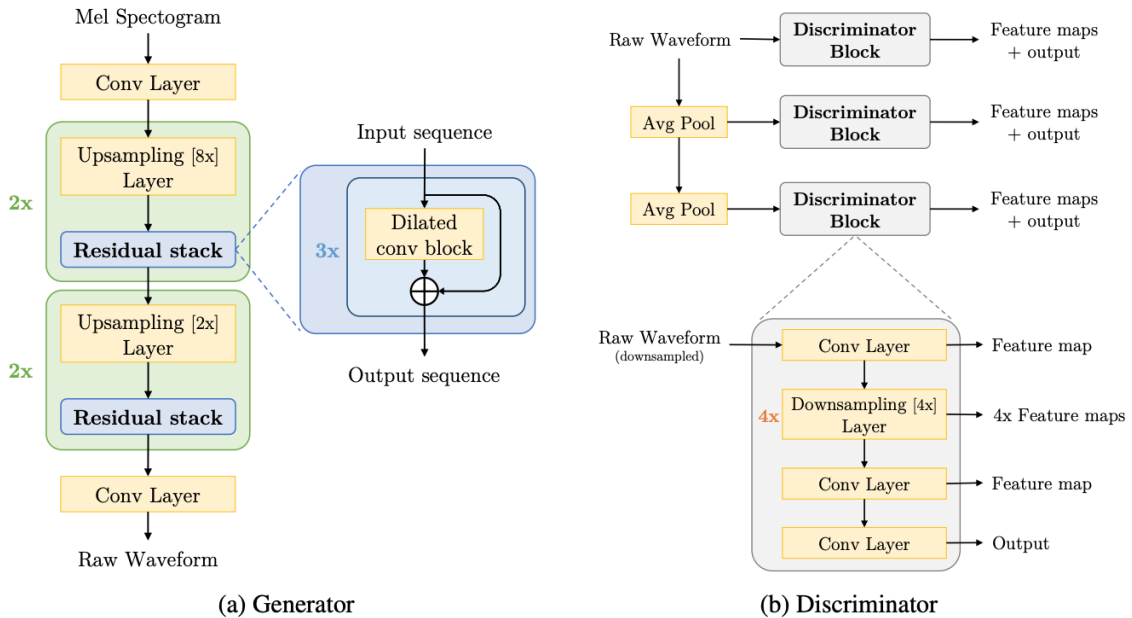 Mel Spectogram
Conv Layer
Upsampling [8x]
Layer
2x
Residual stack
Upsampling [2x]
Layer
2x
Residual stack
Conv Layer
Raw Waveform
Input sequence
Dilated
conv block
3x
Output sequence
(a) Generator
Raw Waveform
Discriminator
Block
Feature maps
+ output
Avg Pool
Discriminator
Block
Feature maps
+ output
Avg Pool
Discriminator
Block
Feature maps
+ output
Raw Waveform
(downsampled)
Conv Layer
Feature map
4x
Downsampling [4x]
Layer
4x Feature maps
Conv Layer
Feature map
Conv Layer
Output
(b) Discriminator